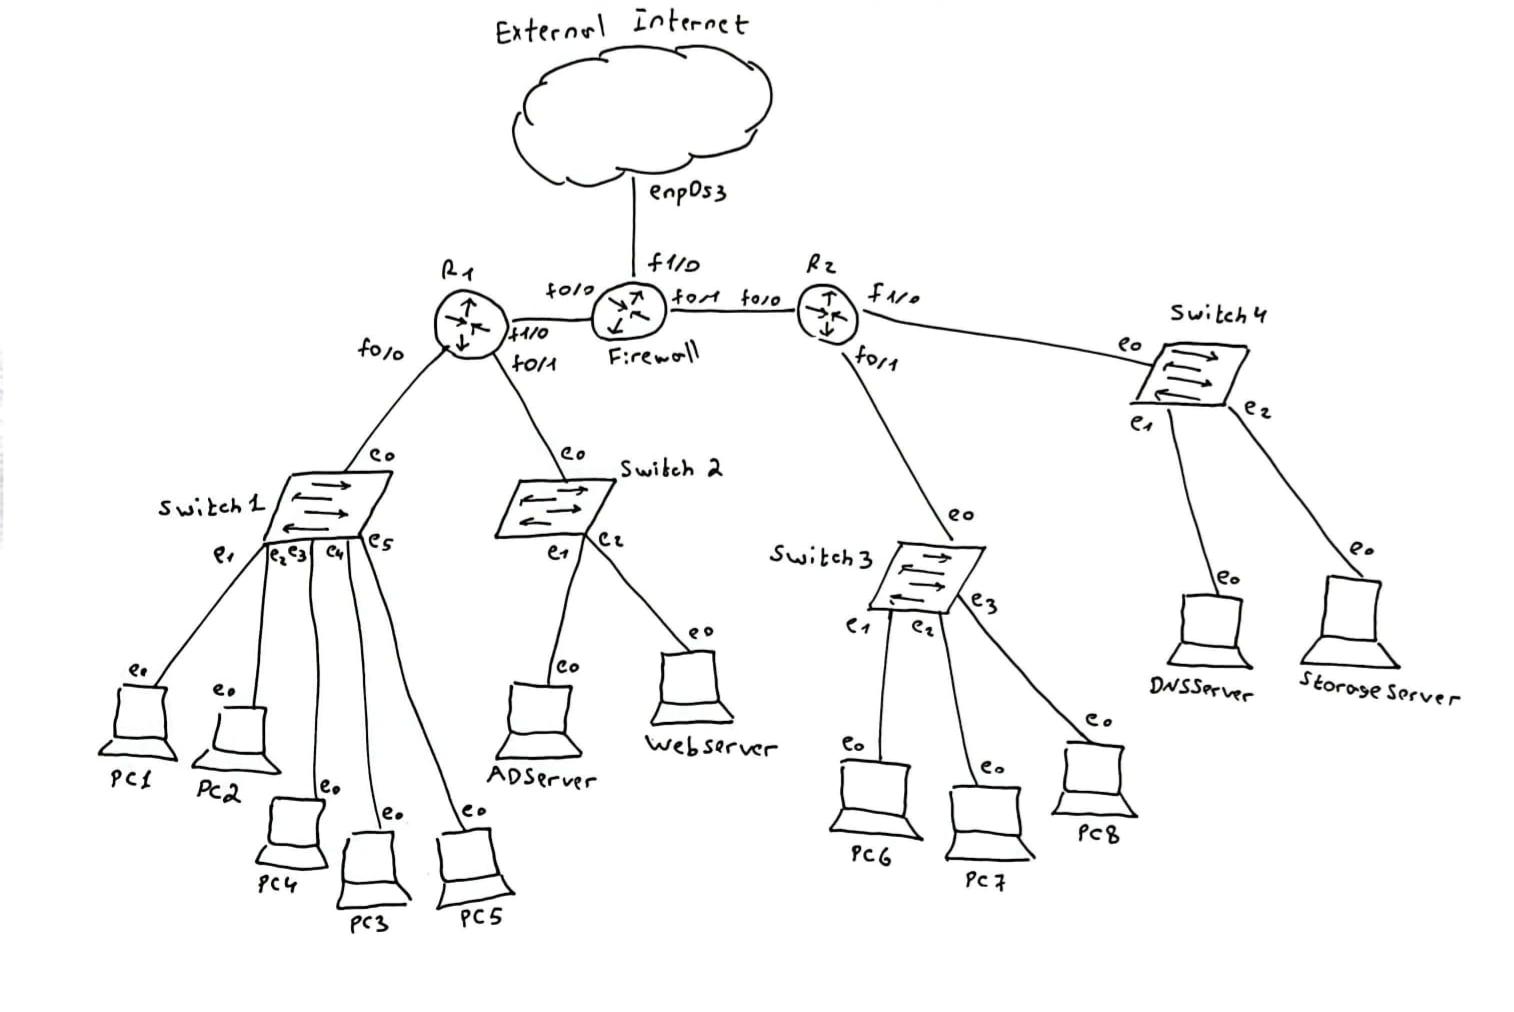 External Internet
enp0s3
f1/0
R1
f0/0
f0/1
f0/0
R2
f1/0
f1/0
Firewall
f0/0
f0/1
f0/1
Switch 4
e0
e1
e2
e0
e0
Switch 2
Switch 1
e1
e2
e3
e4
e5
e1
e2
e0
Switch 3
e1
e2
e3
e0
e0
DNSServer
Storage Server
e0
e0
e0
e0
ADServer
Webserver
PC1
PC2
e0
e0
e0
e0
e0
e0
PC4
PC3
PC5
PC6
PC7
PC8